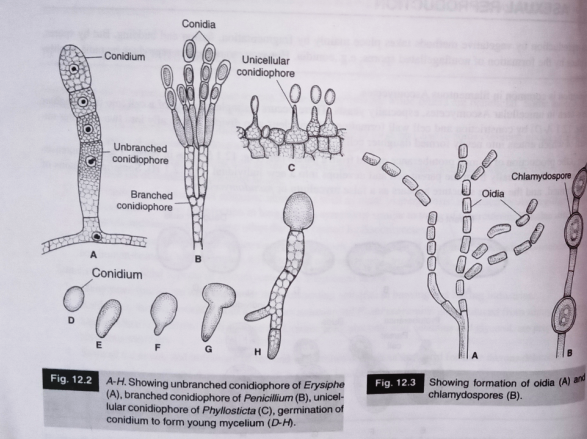 Conidia
Conidium
Unicellular
conidiophore
Unbranched
conidiophore
Branched
conidiophore
A
B
C
Conidium
D
E
F
G
H
Fig. 12.2
A-H. Showing unbranched conidiophore of Erysiphe
(A), branched conidiophore of Penicillium (B), unicel-
lular conidiophore of Phyllosticta (C), germination of
conidium to form young mycelium (D-H).
Chlamydospore
Oidia
A
B
Fig. 12.3
Showing formation of oidia (A) and
chlamydospores (B).